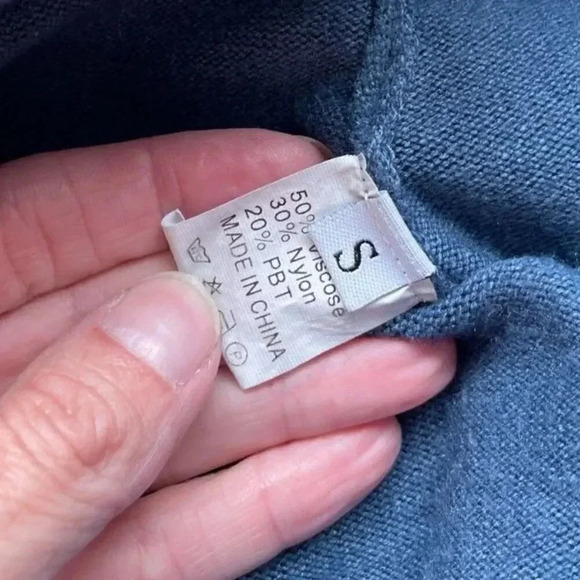 S
50% Viscose
30% Nylon
20% PBT
MADE IN CHINA
P